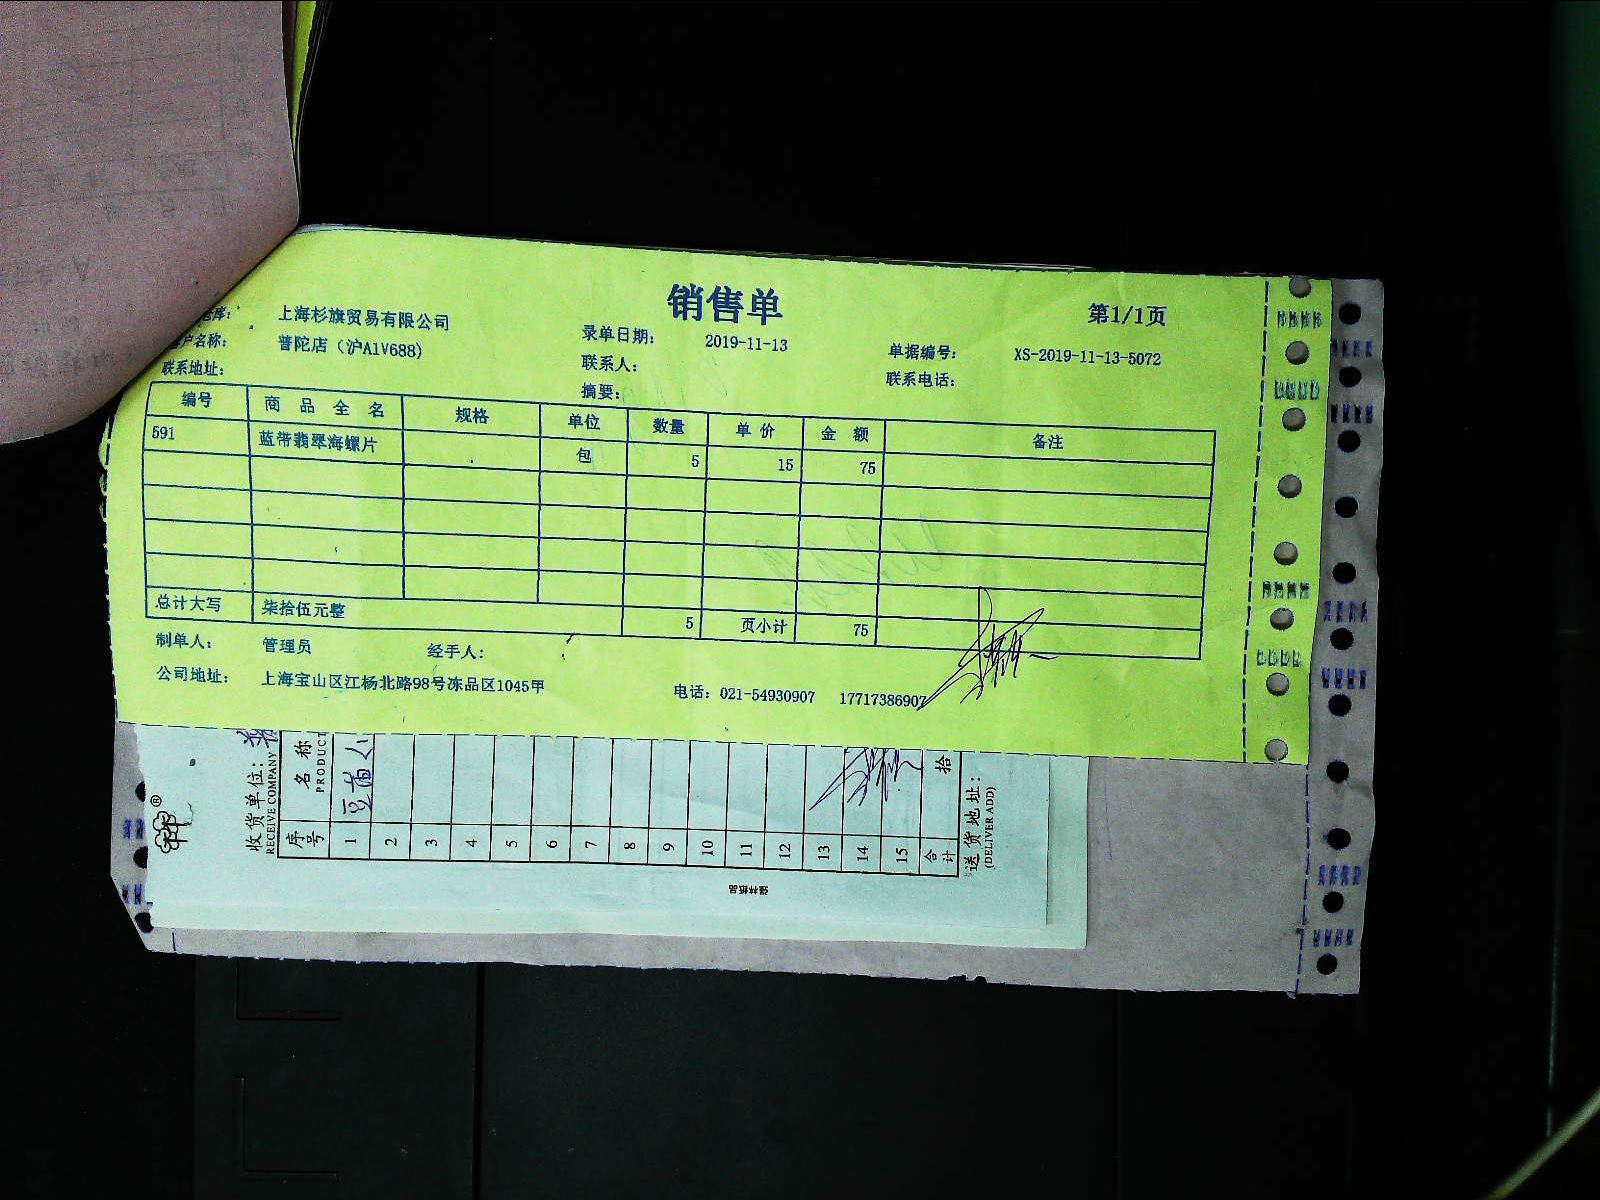 销售单
第1/1页
库: 上海杉旗贸易有限公司
录单日期: 2019-11-13
单据编号: XS-2019-11-13-5072
户名称: 普陀店（沪A1V688)
联系人:
联系电话:
联系地址:
摘要:
编号 商品全名 规格 单位 数量 单价 金额 备注
591 蓝带翡翠海螺片 包 5 15 75
总计大写 柒拾伍元整 5 页小计 75
制单人: 管理员 经手人:
公司地址: 上海宝山区江杨北路98号冻品区1045甲 电话: 021-54930907 17717386907
收货单位:
RECEIVE COMPANY
序号 名称
PRODUCT
1 豆苗
2
3
4
5
6
7
8
9
10
11
12
13
14
15
合计 拾
送货地址:
(DELIVER ADD)